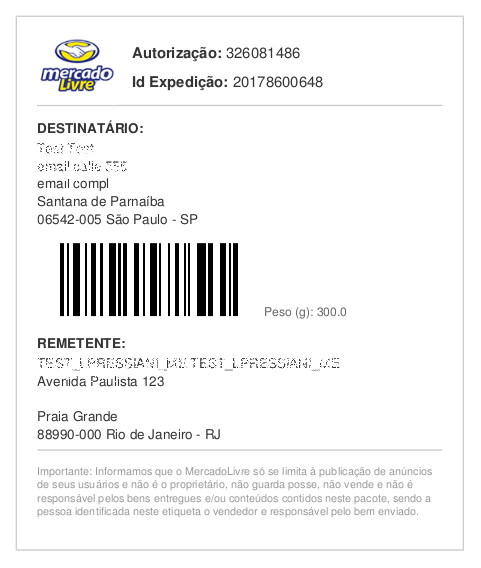 mercado
Livre
Autorização: 326081486
Id Expedição: 20178600648
DESTINATÁRIO:
Test Test
email calle 555
email compl
Santana de Parnaíba
06542-005 São Paulo - SP
Peso (g): 300.0
REMETENTE:
Avenida Paulista 123
Praia Grande
88990-000 Rio de Janeiro - RJ
Importante: Informamos que o MercadoLivre só se limita à publicação de anúncios
de seus usuários e não é o proprietário, não guarda posse, não vende e não é
responsável pelos bens entregues e/ou conteúdos contidos neste pacote, sendo a
pessoa identificada neste etiqueta o vendedor e responsável pelo bem enviado.